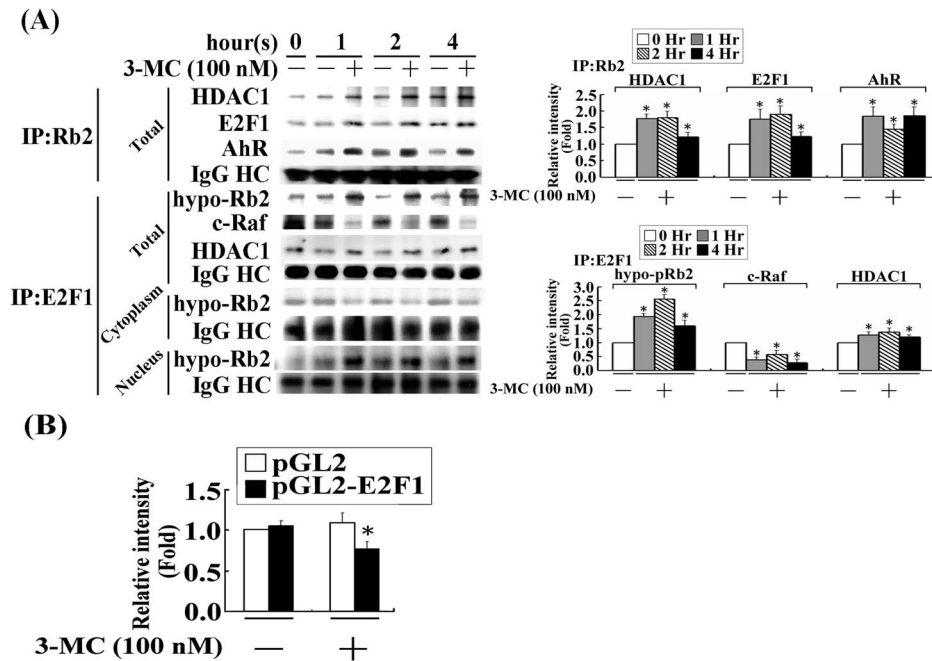 (A)
hour(s) 0 1 2 4
3-MC (100 nM) — — + — + — +
IP:Rb2
Total
HDAC1
E2F1
AhR
IgG HC
IP:E2F1
Total
hypo-Rb2
c-Raf
HDAC1
IgG HC
Cytoplasm
hypo-Rb2
IgG HC
Nucleus
hypo-Rb2
IgG HC
0 Hr 1 Hr
2 Hr 4 Hr
IP:Rb2
HDAC1 E2F1 AhR
Relative intensity
(Fold)
2.5
2.0
1.5
1.0
0.5
0.0
* * * * * * * * *
3-MC (100 nM) — + — + — +
0 Hr 1 Hr
2 Hr 4 Hr
IP:E2F1
hypo-pRb2 c-Raf HDAC1
Relative intensity
(Fold)
3.0
2.5
2.0
1.5
1.0
0.5
0.0
* * * * * * * * *
3-MC (100 nM) — + — + — +
(B)
pGL2
pGL2-E2F1
Relative intensity
(Fold)
1.5
1.0
0.5
0.0
*
3-MC (100 nM) — +